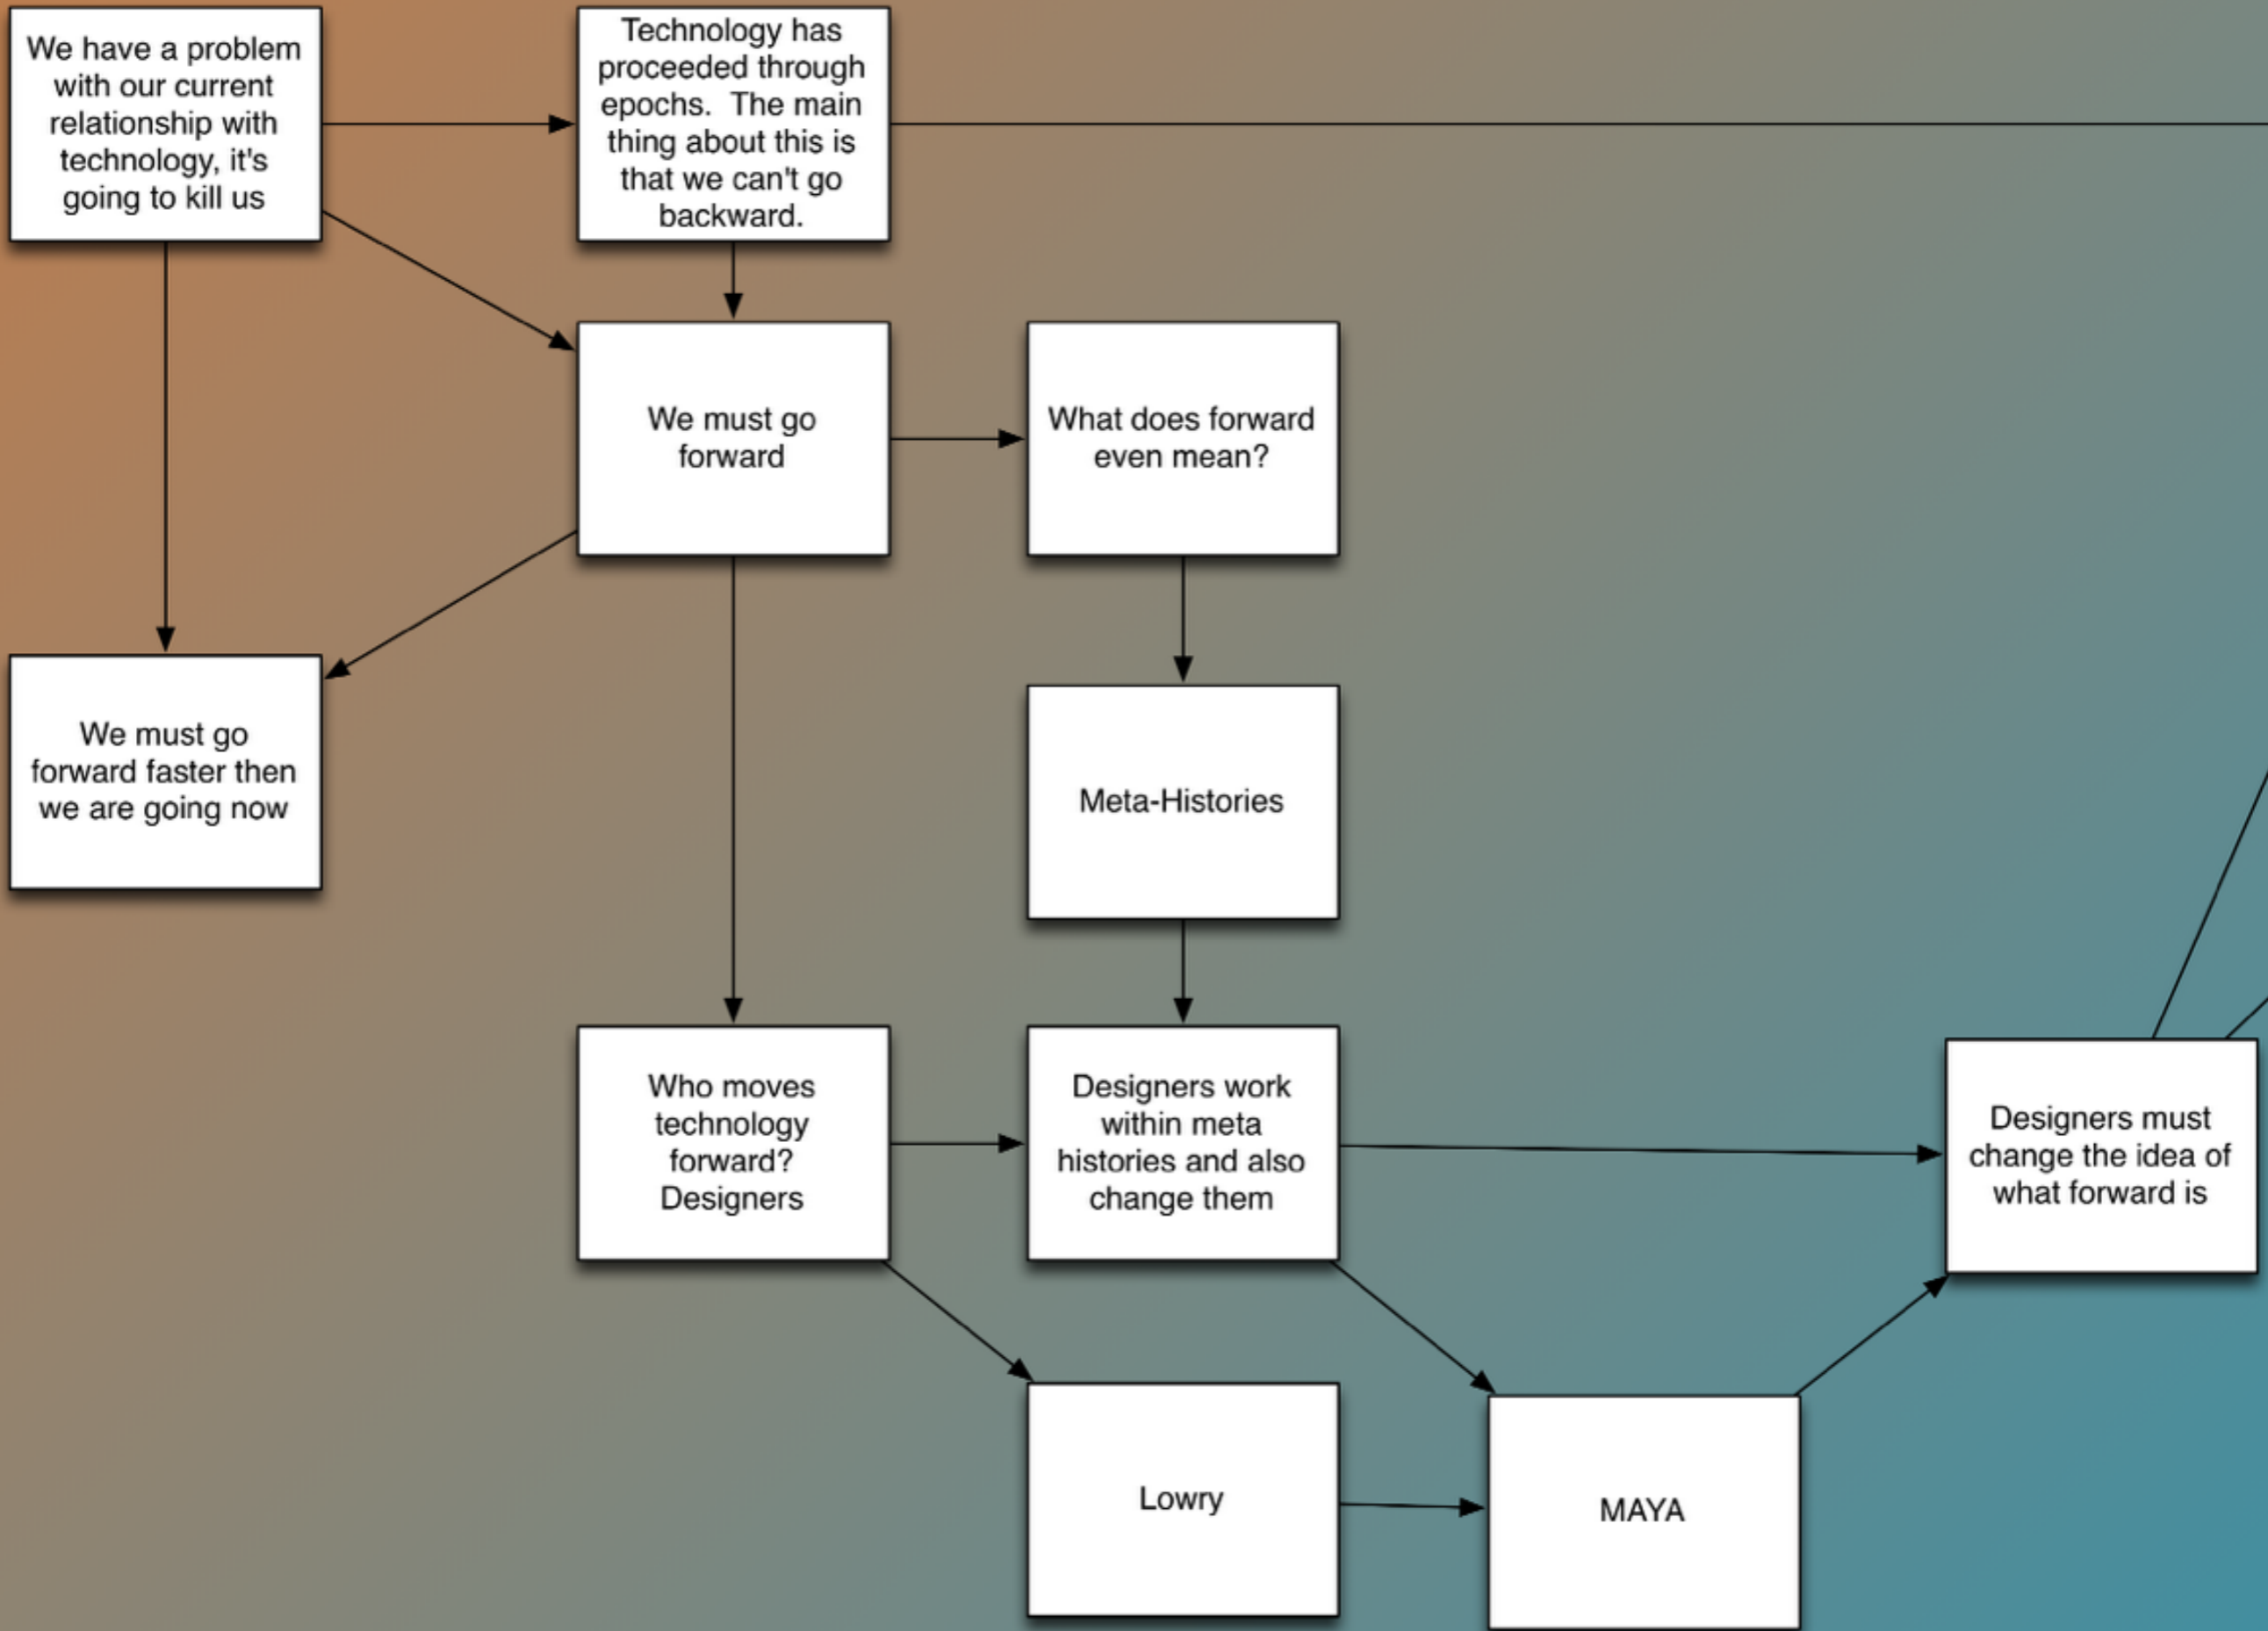 We have a problem
with our current
relationship with
technology, it's
going to kill us
Technology has
proceeded through
epochs.  The main
thing about this is
that we can't go
backward.
We must go
forward
What does forward
even mean?
We must go
forward faster then
we are going now
Meta-Histories
Who moves
technology
forward?
Designers
Designers work
within meta
histories and also
change them
Designers must
change the idea of
what forward is
Lowry
MAYA